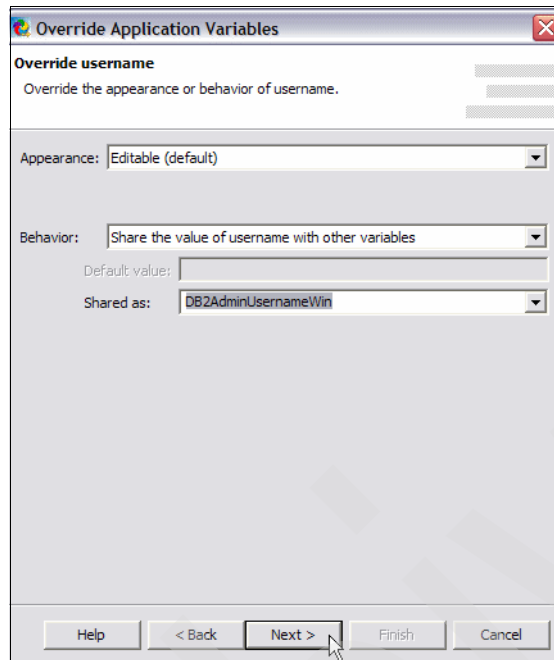 Override Application Variables
Override username
Override the appearance or behavior of username.
Appearance: Editable (default)
Behavior: Share the value of username with other variables
Default value:
Shared as: DB2AdminUsernameWin
Help < Back Next > Finish Cancel